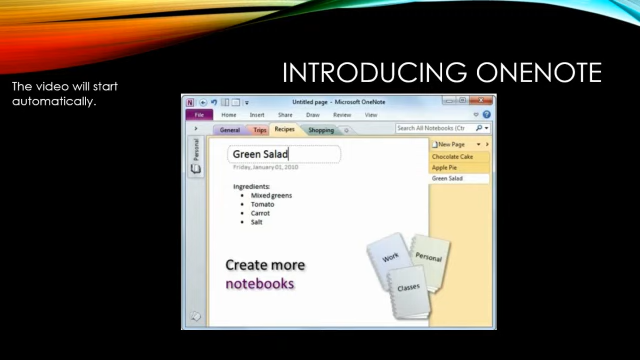 INTRODUCING ONENOTE
The video will start
automatically.
Untitled page - Microsoft OneNote
File Home Insert Share Draw Review View
General Trips Recipes Shopping
Search All Notebooks (Ctr
Personal
New Page
Chocolate Cake
Apple Pie
Green Salad
Green Salad
Friday, January 01, 2010
Ingredients:
• Mixed greens
• Tomato
• Carrot
• Salt
Create more
notebooks
Work
Personal
Classes